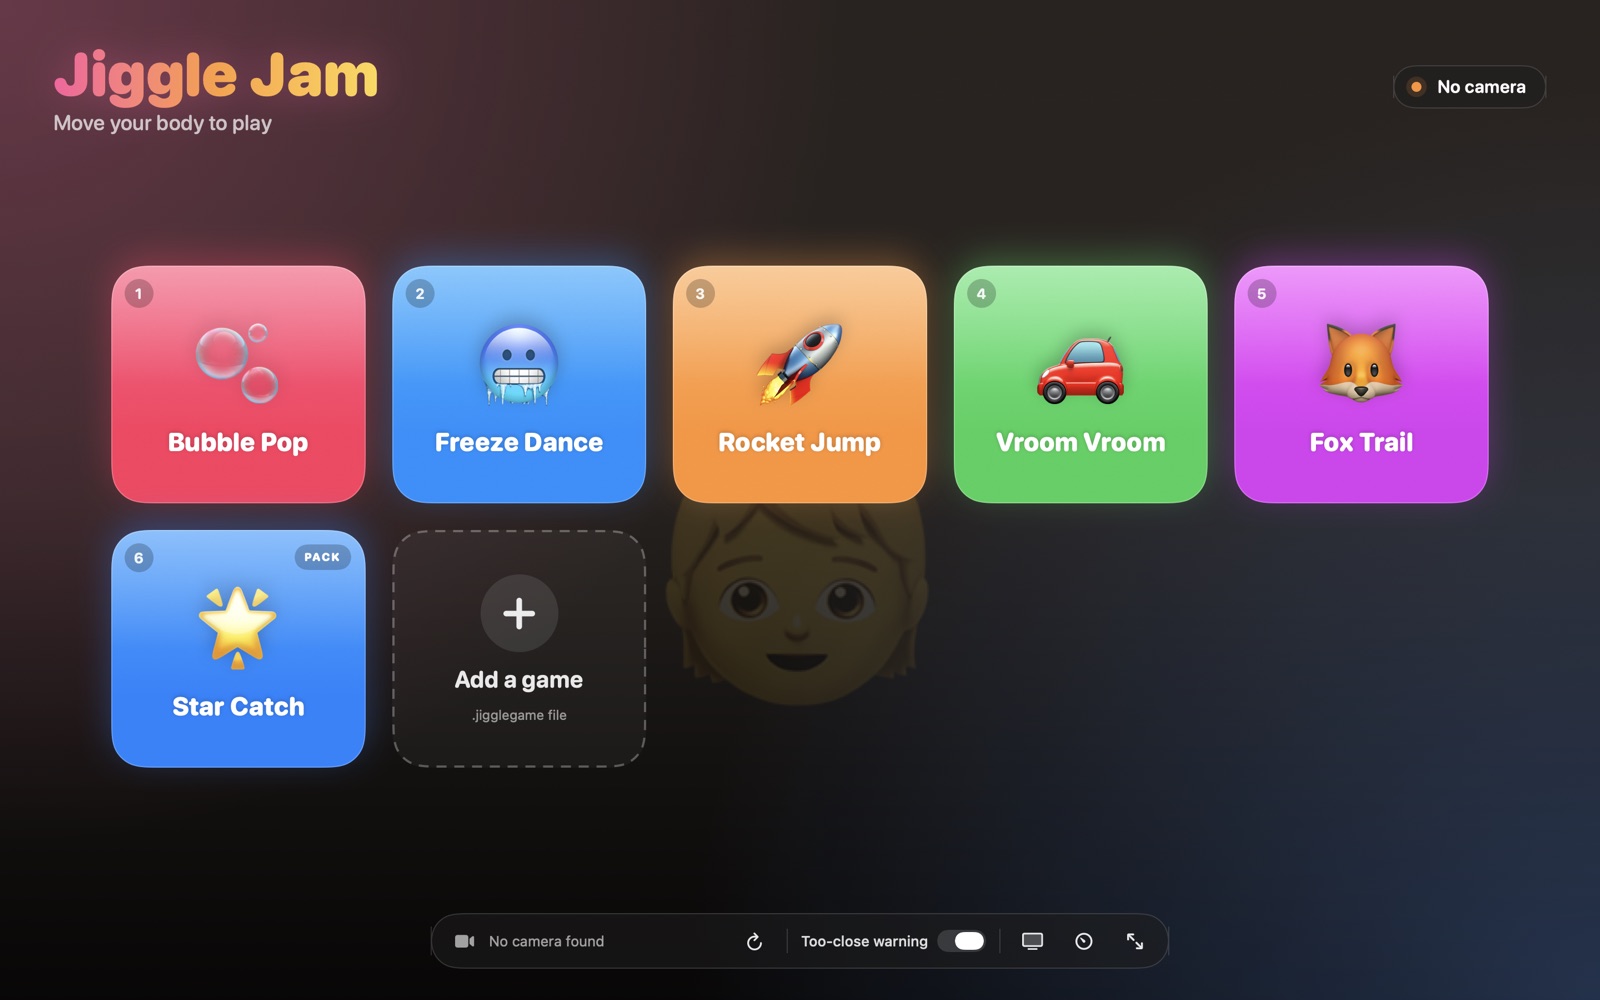 Jiggle Jam
Move your body to play
No camera
1
Bubble Pop
2
Freeze Dance
3
Rocket Jump
4
Vroom Vroom
5
Fox Trail
6
PACK
Star Catch
Add a game
.jigglegame file
No camera found
Too-close warning